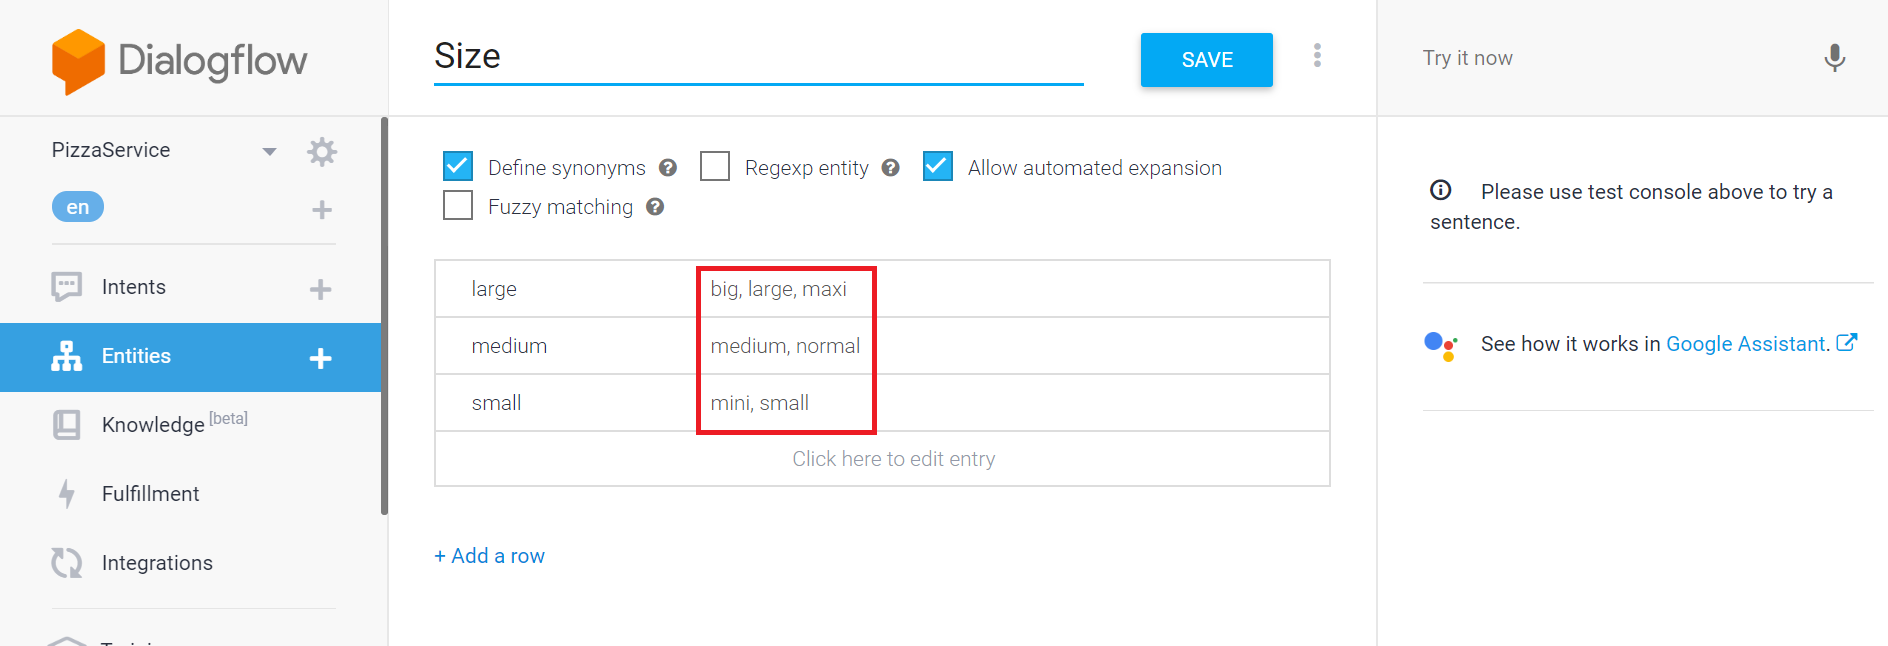 Dialogflow
Size
SAVE
Try it now
PizzaService
en
Define synonyms
Regexp entity
Allow automated expansion
Fuzzy matching
Please use test console above to try a
sentence.
Intents
Entities
Knowledge [beta]
Fulfillment
Integrations
large
big, large, maxi
medium
medium, normal
small
mini, small
Click here to edit entry
+ Add a row
See how it works in Google Assistant.